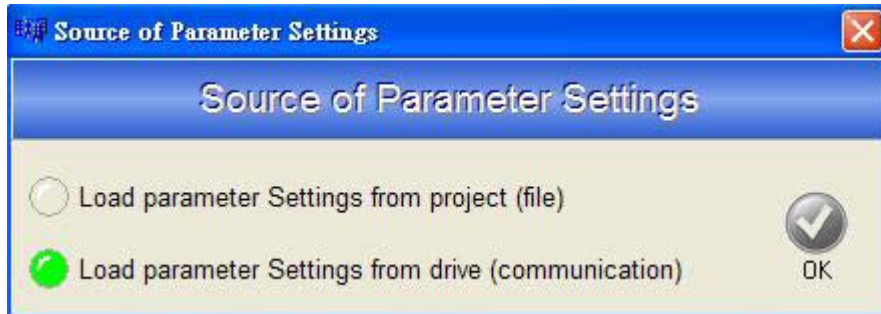 Source of Parameter Settings
Source of Parameter Settings
Load parameter Settings from project (file)
Load parameter Settings from drive (communication)
OK